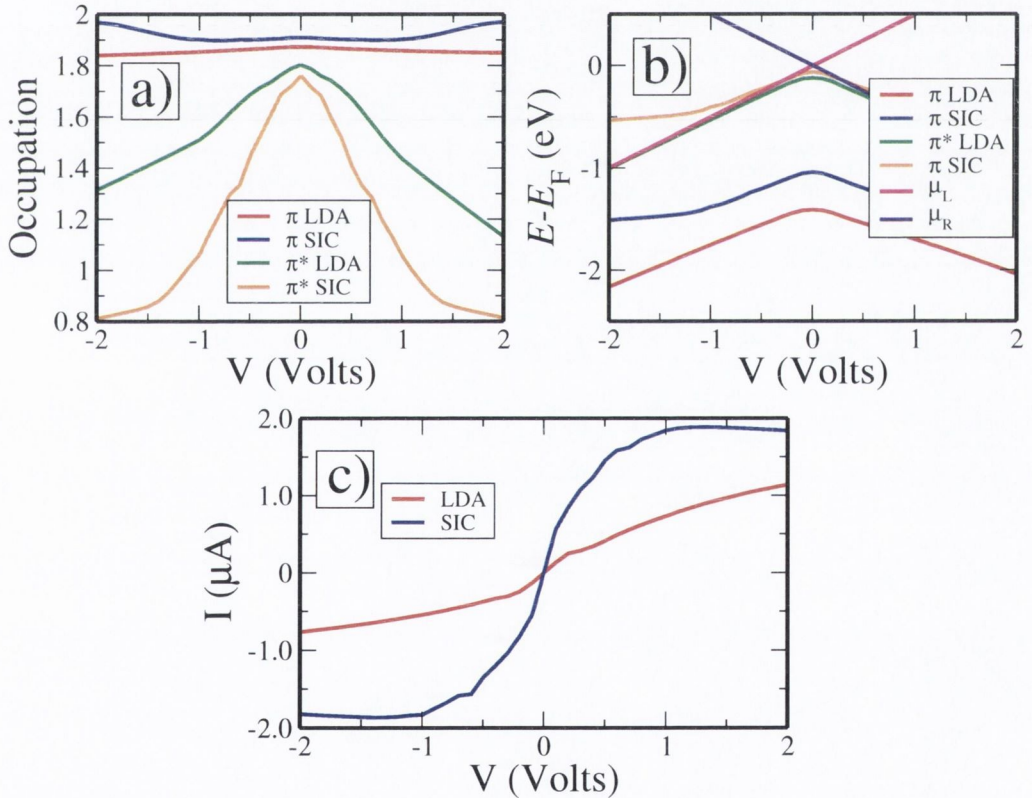 2
1.8
1.6
1.4
1.2
1
0.8
Occupation
a)
π LDA
π SIC
π* LDA
π* SIC
-2
-1
0
1
2
V (Volts)
0
-1
-2
E-E_F (eV)
b)
π LDA
π SIC
π* LDA
π SIC
μ_L
μ_R
-2
-1
0
1
2
V (Volts)
2.0
1.0
0
-1.0
-2.0
I (μA)
c)
LDA
SIC
-2
-1
0
1
2
V (Volts)